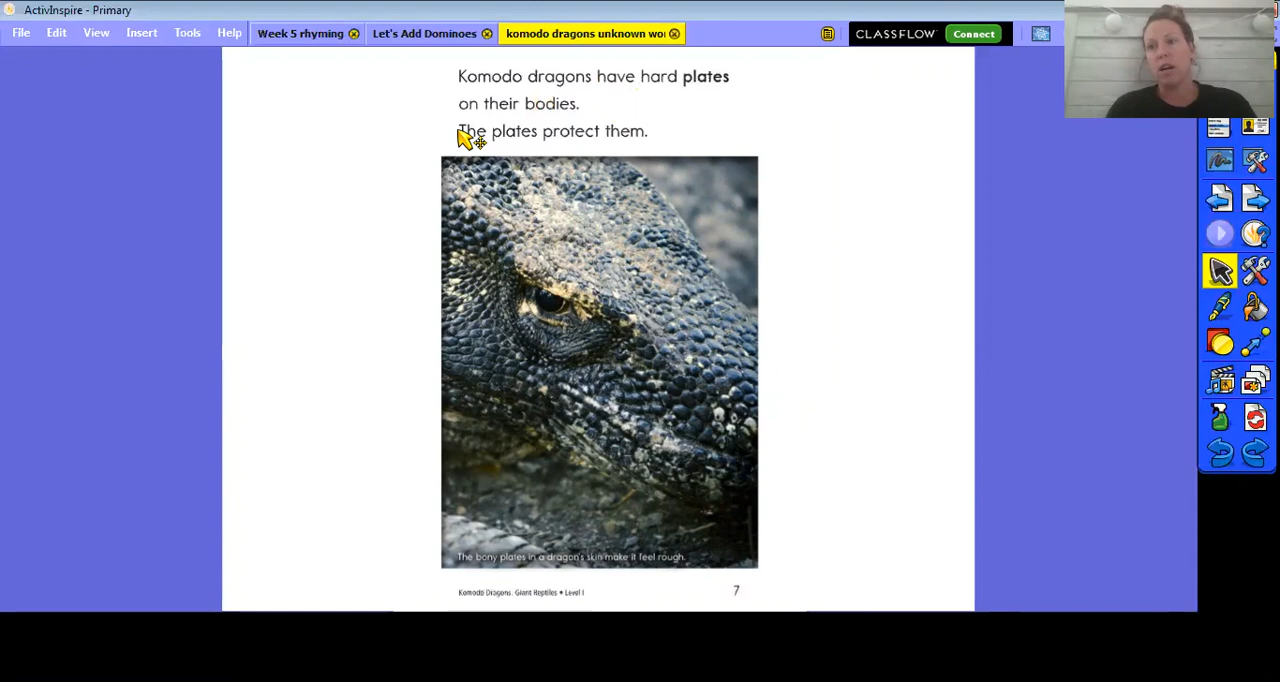 ActivInspire - Primary
File Edit View Insert Tools Help
Week 5 rhyming
Let's Add Dominoes
komodo dragons unknown wo
CLASSFLOW Connect
Komodo dragons have hard plates
on their bodies.
The plates protect them.
The bony plates in a dragon's skin make it feel rough.
Komodo Dragons: Giant Reptiles • Level I
7